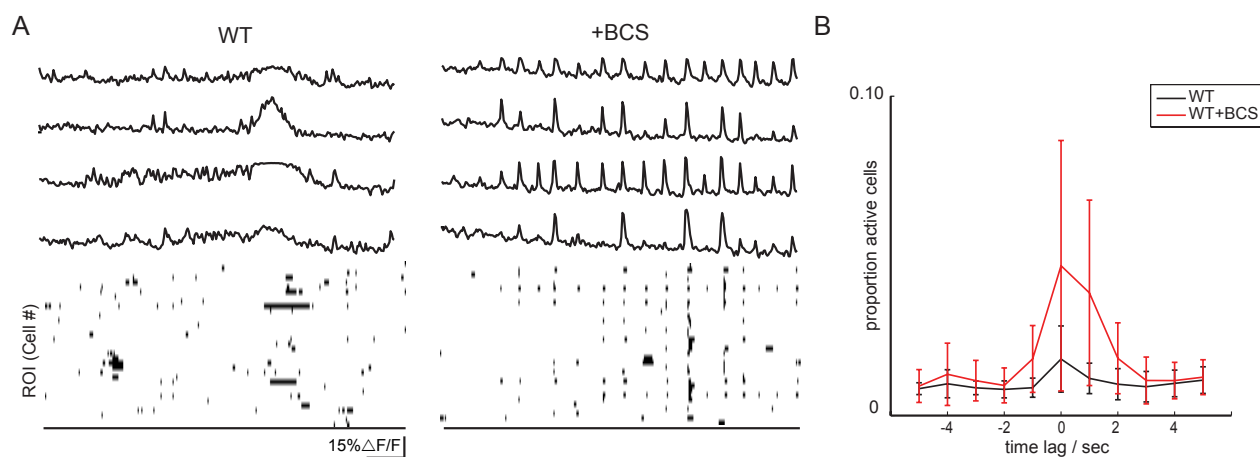 A
WT
+BCS
B
ROI (Cell #)
15%△F/F
0.10
proportion active cells
0
-4
-2
0
2
4
time lag / sec
WT
WT+BCS